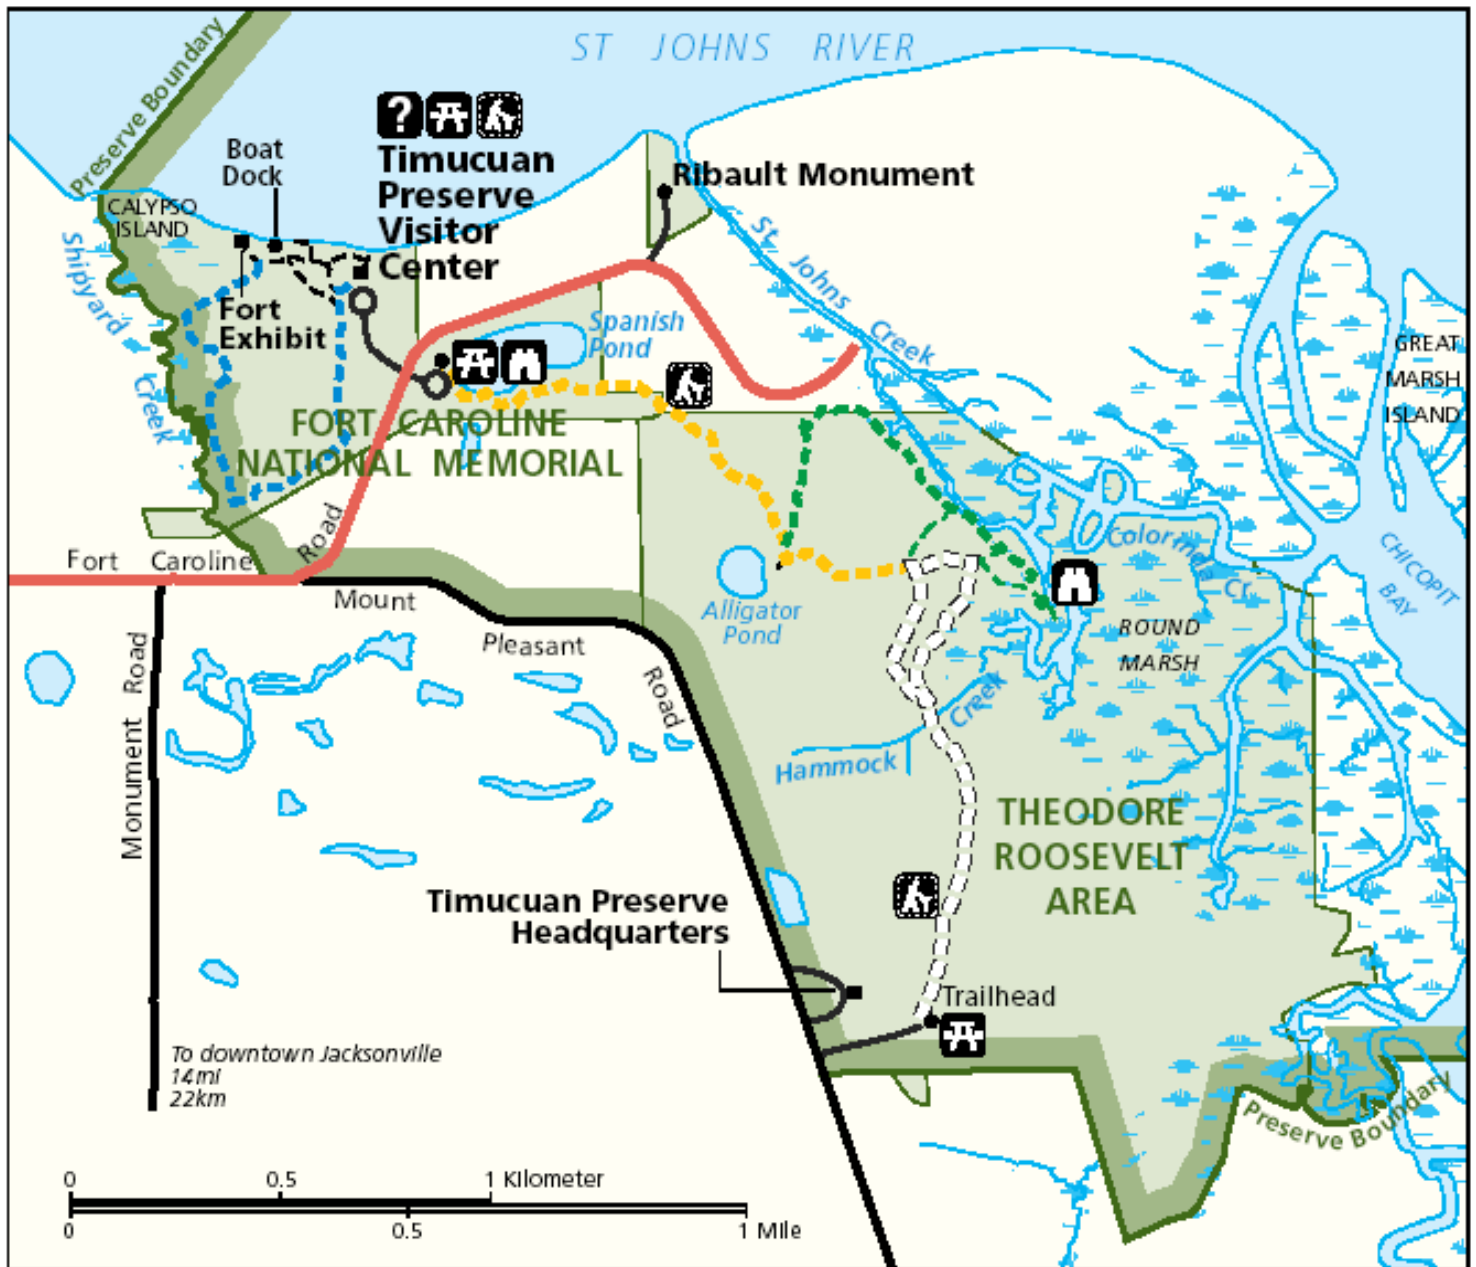 ST JOHNS RIVER
Preserve Boundary
Boat
Dock
?
Timucuan
Preserve
Visitor
Center
Ribault Monument
CALYPSO
ISLAND
Shipyard
Creek
Fort
Exhibit
St Johns Creek
Spanish
Pond
GREAT
MARSH
ISLAND
FORT CAROLINE
NATIONAL MEMORIAL
Fort Caroline Road
Colorinda Cr
CHICOPIT
BAY
Mount
Pleasant
Road
Alligator
Pond
ROUND
MARSH
Monument Road
Hammock Creek
THEODORE
ROOSEVELT
AREA
Timucuan Preserve
Headquarters
Trailhead
To downtown Jacksonville
14mi
22km
Preserve Boundary
0 0.5 1 Kilometer
0 0.5 1 Mile